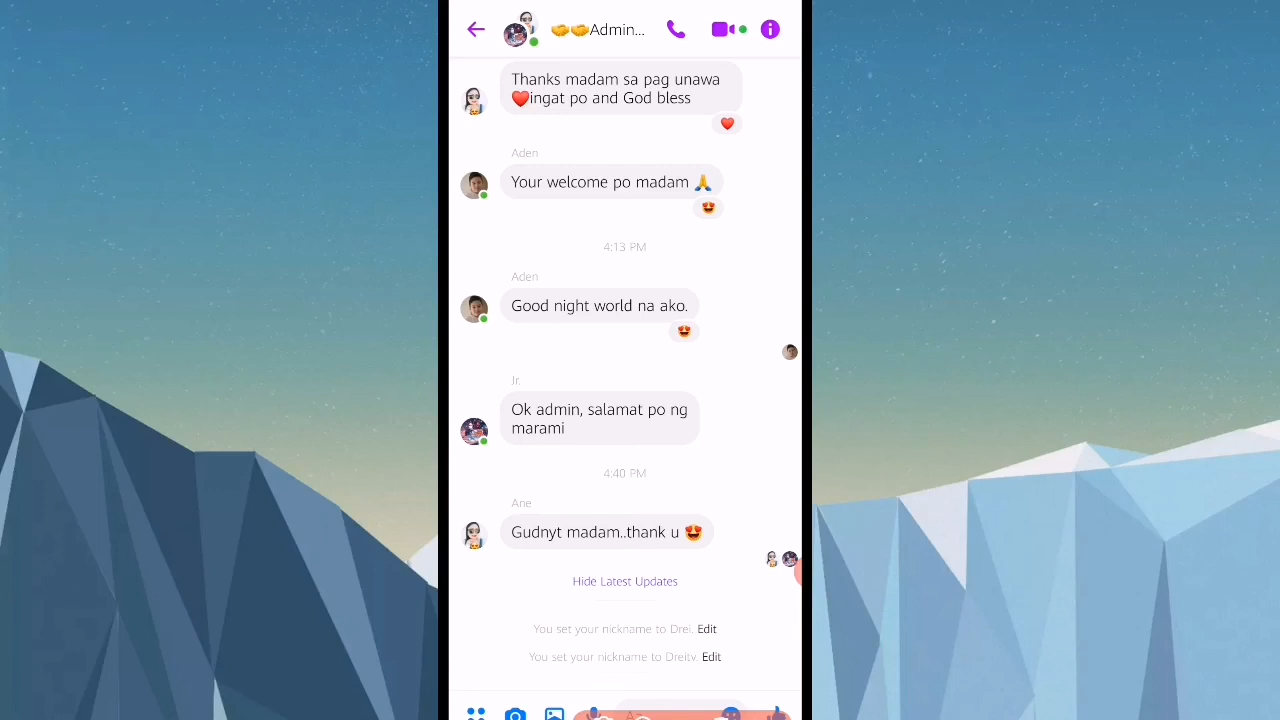 🤝🤝Admin...
Thanks madam sa pag unawa
❤️ingat po and God bless
Aden
Your welcome po madam 🙏
4:13 PM
Aden
Good night world na ako.
Jr.
Ok admin, salamat po ng
marami
4:40 PM
Ane
Gudnyt madam..thank u 😍
Hide Latest Updates
You set your nickname to Drei. Edit
You set your nickname to Dreitv. Edit
Aa